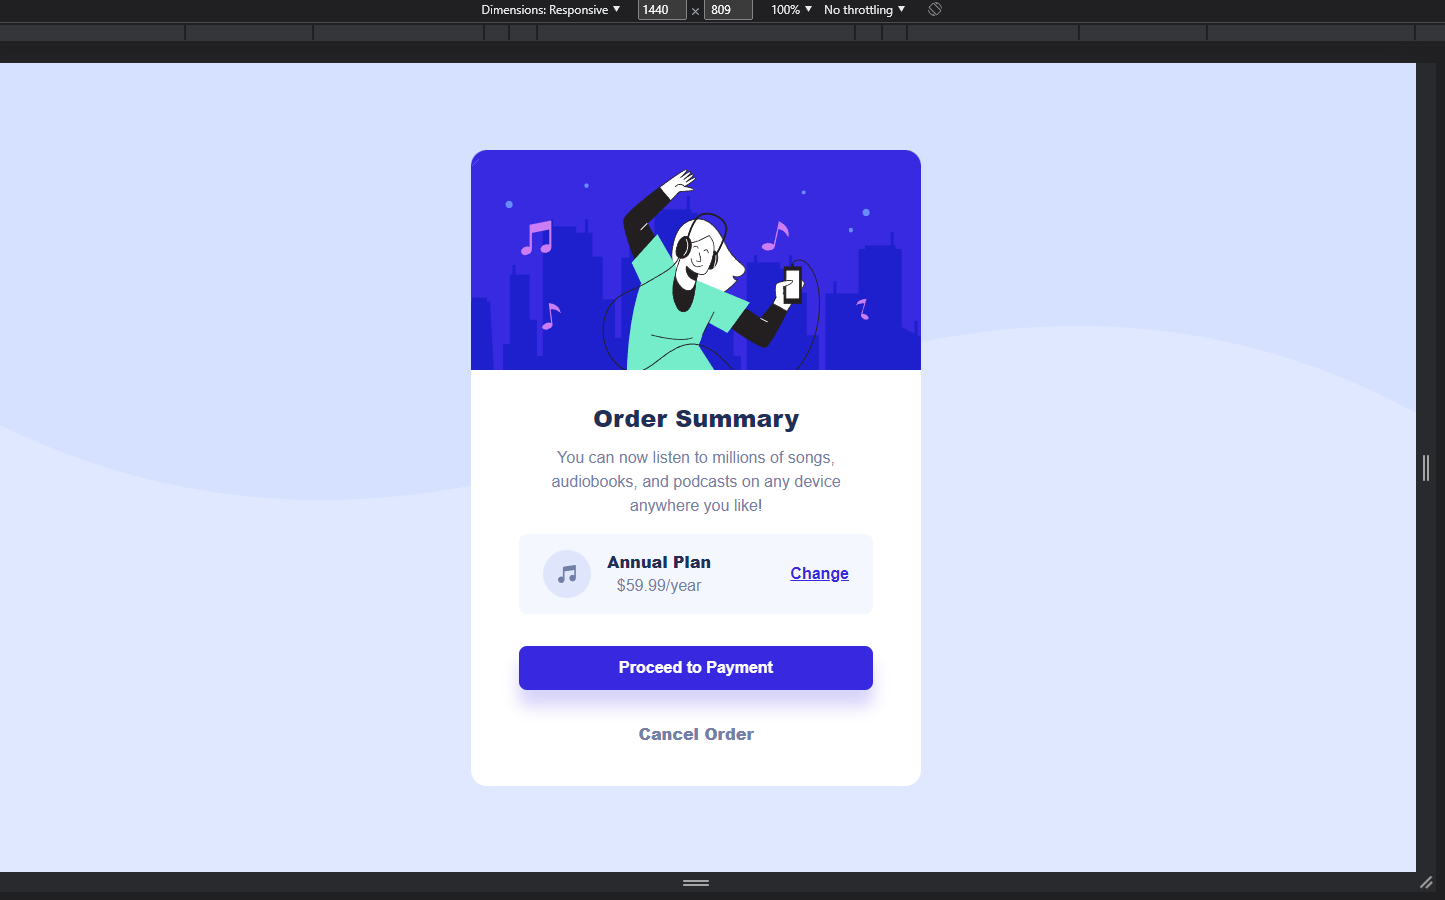 Dimensions: Responsive ▼ 1440 × 809 100% ▼ No throttling ▼
Order Summary
You can now listen to millions of songs,
audiobooks, and podcasts on any device
anywhere you like!
Annual Plan
$59.99/year
Change
Proceed to Payment
Cancel Order